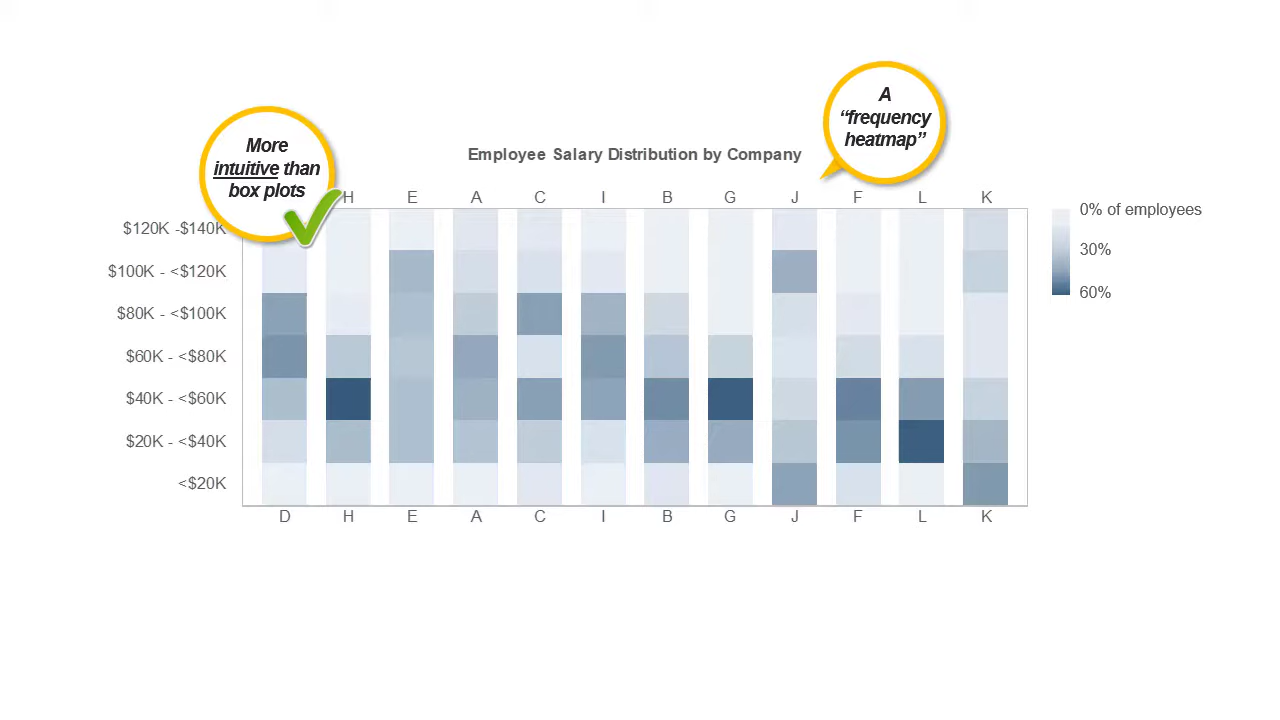 A
“frequency
heatmap”
More
intuitive than
box plots
Employee Salary Distribution by Company
H E A C I B G J F L K
$120K -$140K
$100K - <$120K
$80K - <$100K
$60K - <$80K
$40K - <$60K
$20K - <$40K
<$20K
D H E A C I B G J F L K
0% of employees
30%
60%